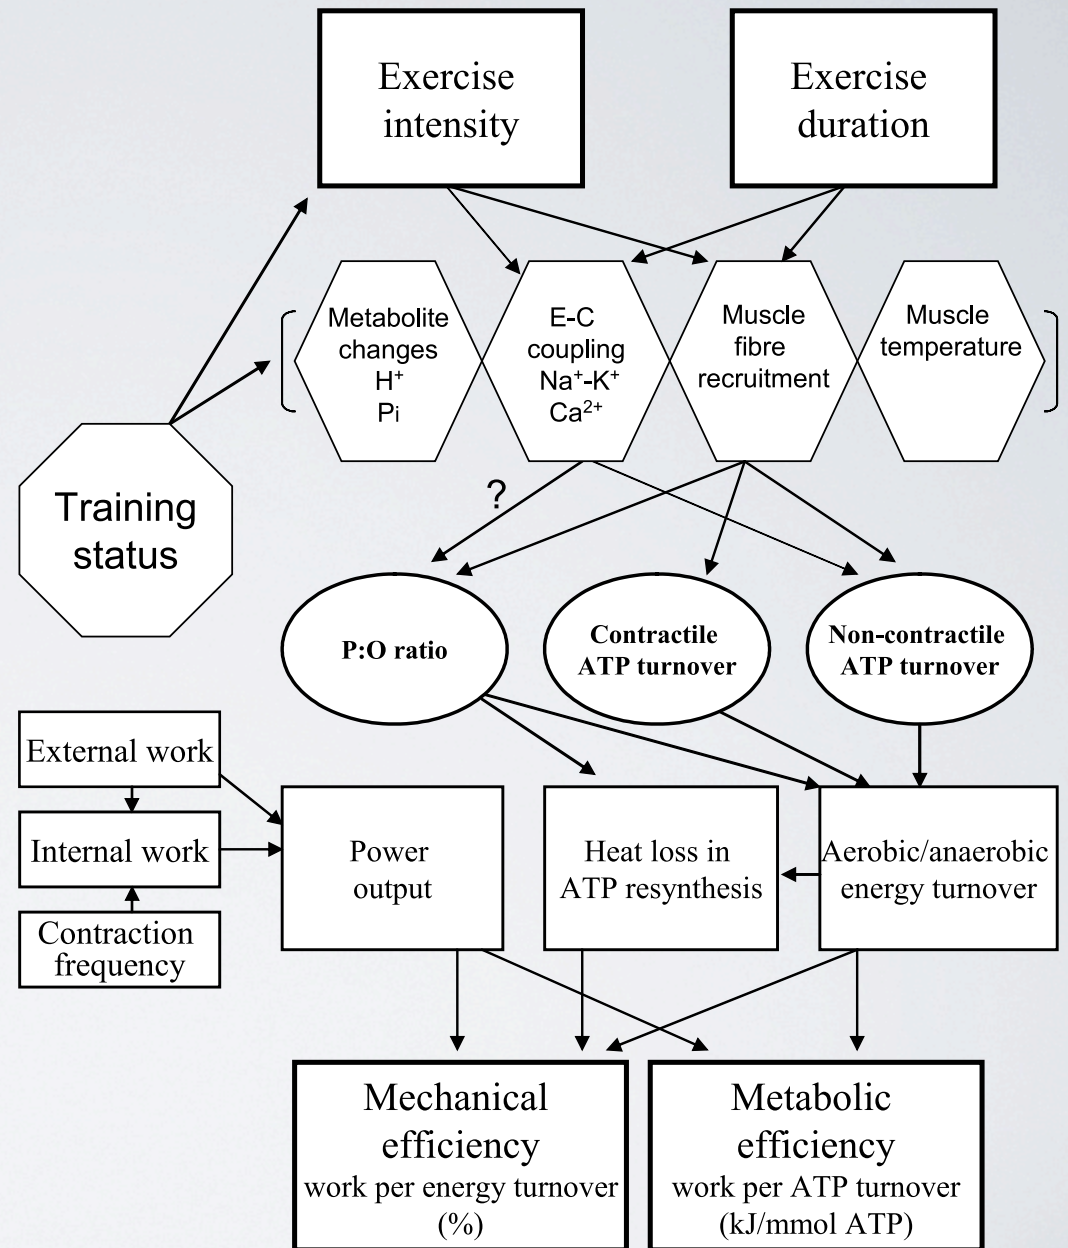 Exercise
intensity
Exercise
duration
Metabolite
changes
H⁺
Pi
E-C
coupling
Na⁺-K⁺
Ca²⁺
Muscle
fibre
recruitment
Muscle
temperature
Training
status
?
P:O ratio
Contractile
ATP turnover
Non-contractile
ATP turnover
External work
Internal work
Contraction
frequency
Power
output
Heat loss in
ATP resynthesis
Aerobic/anaerobic
energy turnover
Mechanical
efficiency
work per energy turnover
(%)
Metabolic
efficiency
work per ATP turnover
(kJ/mmol ATP)